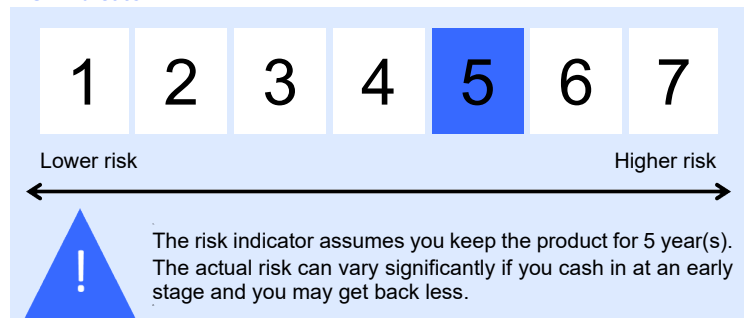 1 2 3 4 5 6 7
Lower risk Higher risk
The risk indicator assumes you keep the product for 5 year(s).
! The actual risk can vary significantly if you cash in at an early
stage and you may get back less.